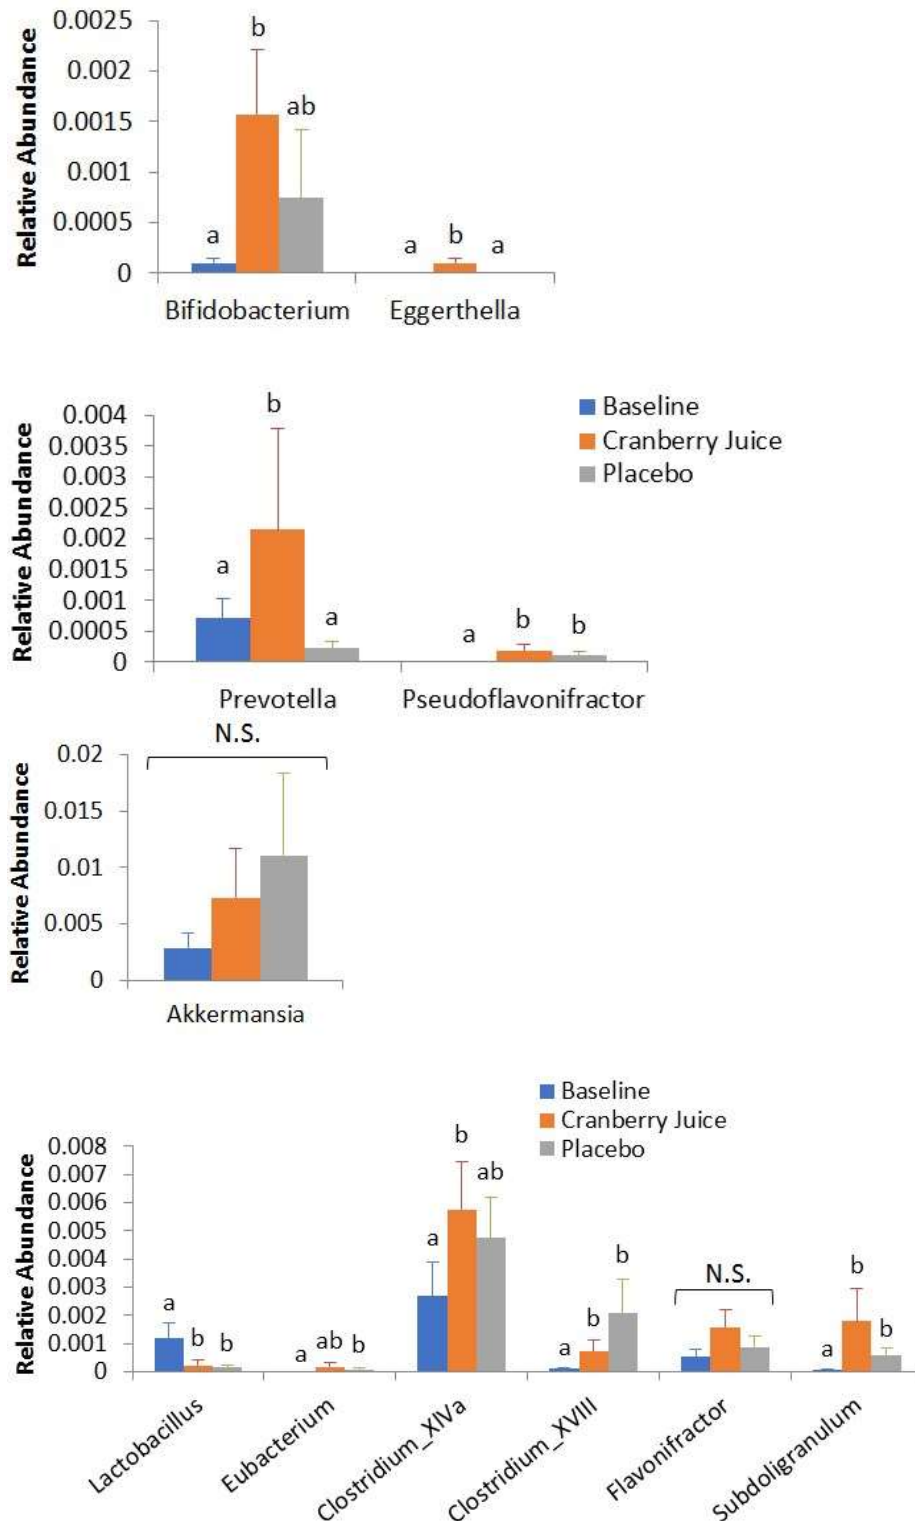 Relative Abundance
0.0025
0.002
0.0015
0.001
0.0005
0
a
b
ab
a
b
a
Bifidobacterium
Eggerthella
Relative Abundance
0.004
0.0035
0.003
0.0025
0.002
0.0015
0.001
0.0005
0
a
b
a
a
b
b
Baseline
Cranberry Juice
Placebo
Prevotella
Pseudoflavonifractor
N.S.
Relative Abundance
0.02
0.015
0.01
0.005
0
Akkermansia
Baseline
Cranberry Juice
Placebo
Relative Abundance
0.008
0.007
0.006
0.005
0.004
0.003
0.002
0.001
0
a
b
b
a
ab
b
a
b
ab
a
b
b
N.S.
a
b
b
Lactobacillus
Eubacterium
Clostridium_XIVa
Clostridium_XVIII
Flavonifractor
Subdoligranulum